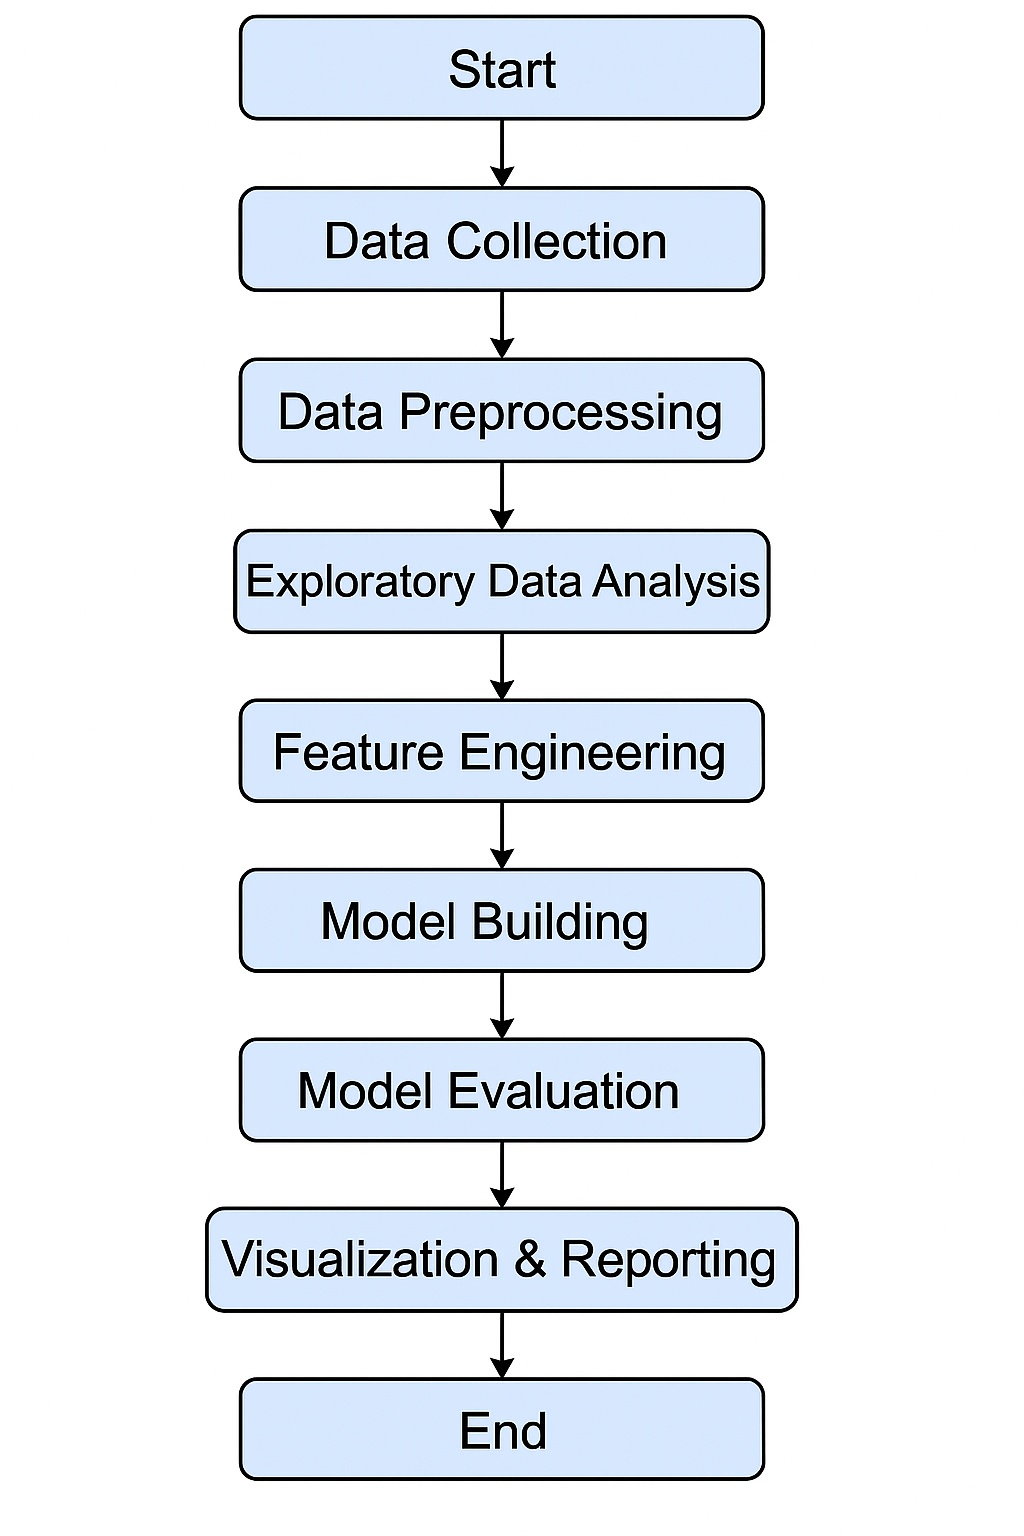 Start
Data Collection
Data Preprocessing
Exploratory Data Analysis
Feature Engineering
Model Building
Model Evaluation
Visualization & Reporting
End